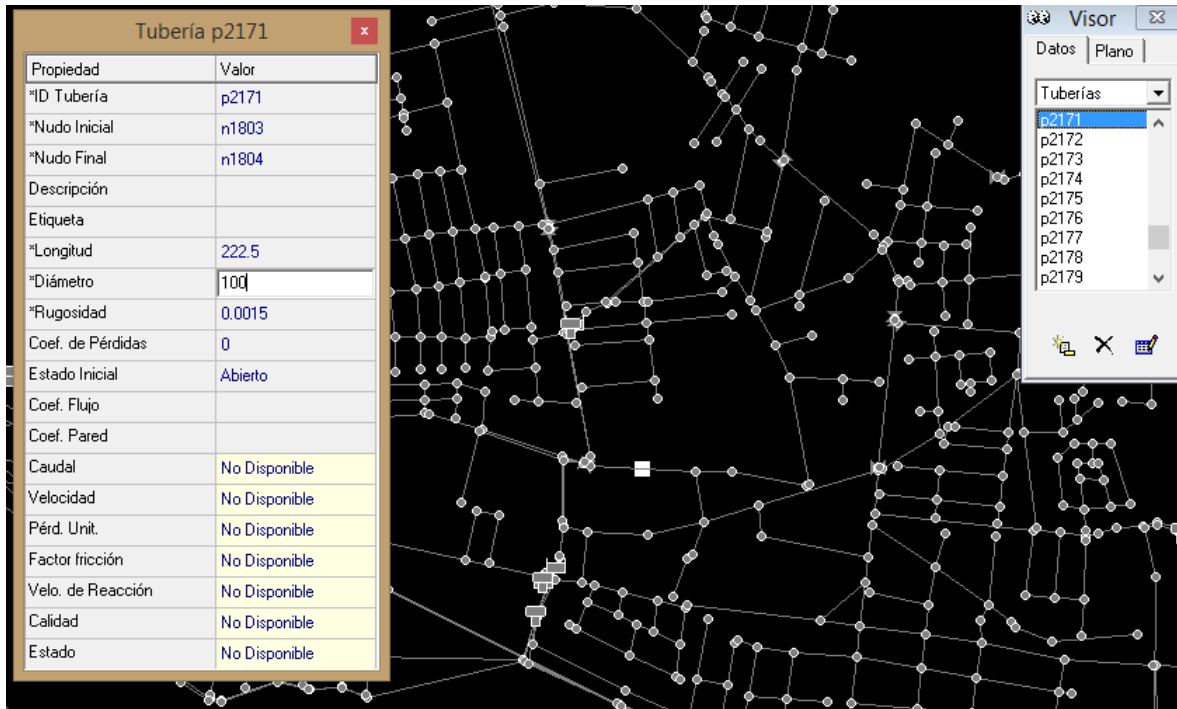 Tubería p2171
x
Propiedad Valor
*ID Tubería p2171
*Nudo Inicial n1803
*Nudo Final n1804
Descripción
Etiqueta
*Longitud 222.5
*Diámetro 100
*Rugosidad 0.0015
Coef. de Pérdidas 0
Estado Inicial Abierto
Coef. Flujo
Coef. Pared
Caudal No Disponible
Velocidad No Disponible
Pérd. Unit. No Disponible
Factor fricción No Disponible
Velo. de Reacción No Disponible
Calidad No Disponible
Estado No Disponible
Visor
Datos Plano
Tuberías
p2171
p2172
p2173
p2174
p2175
p2176
p2177
p2178
p2179